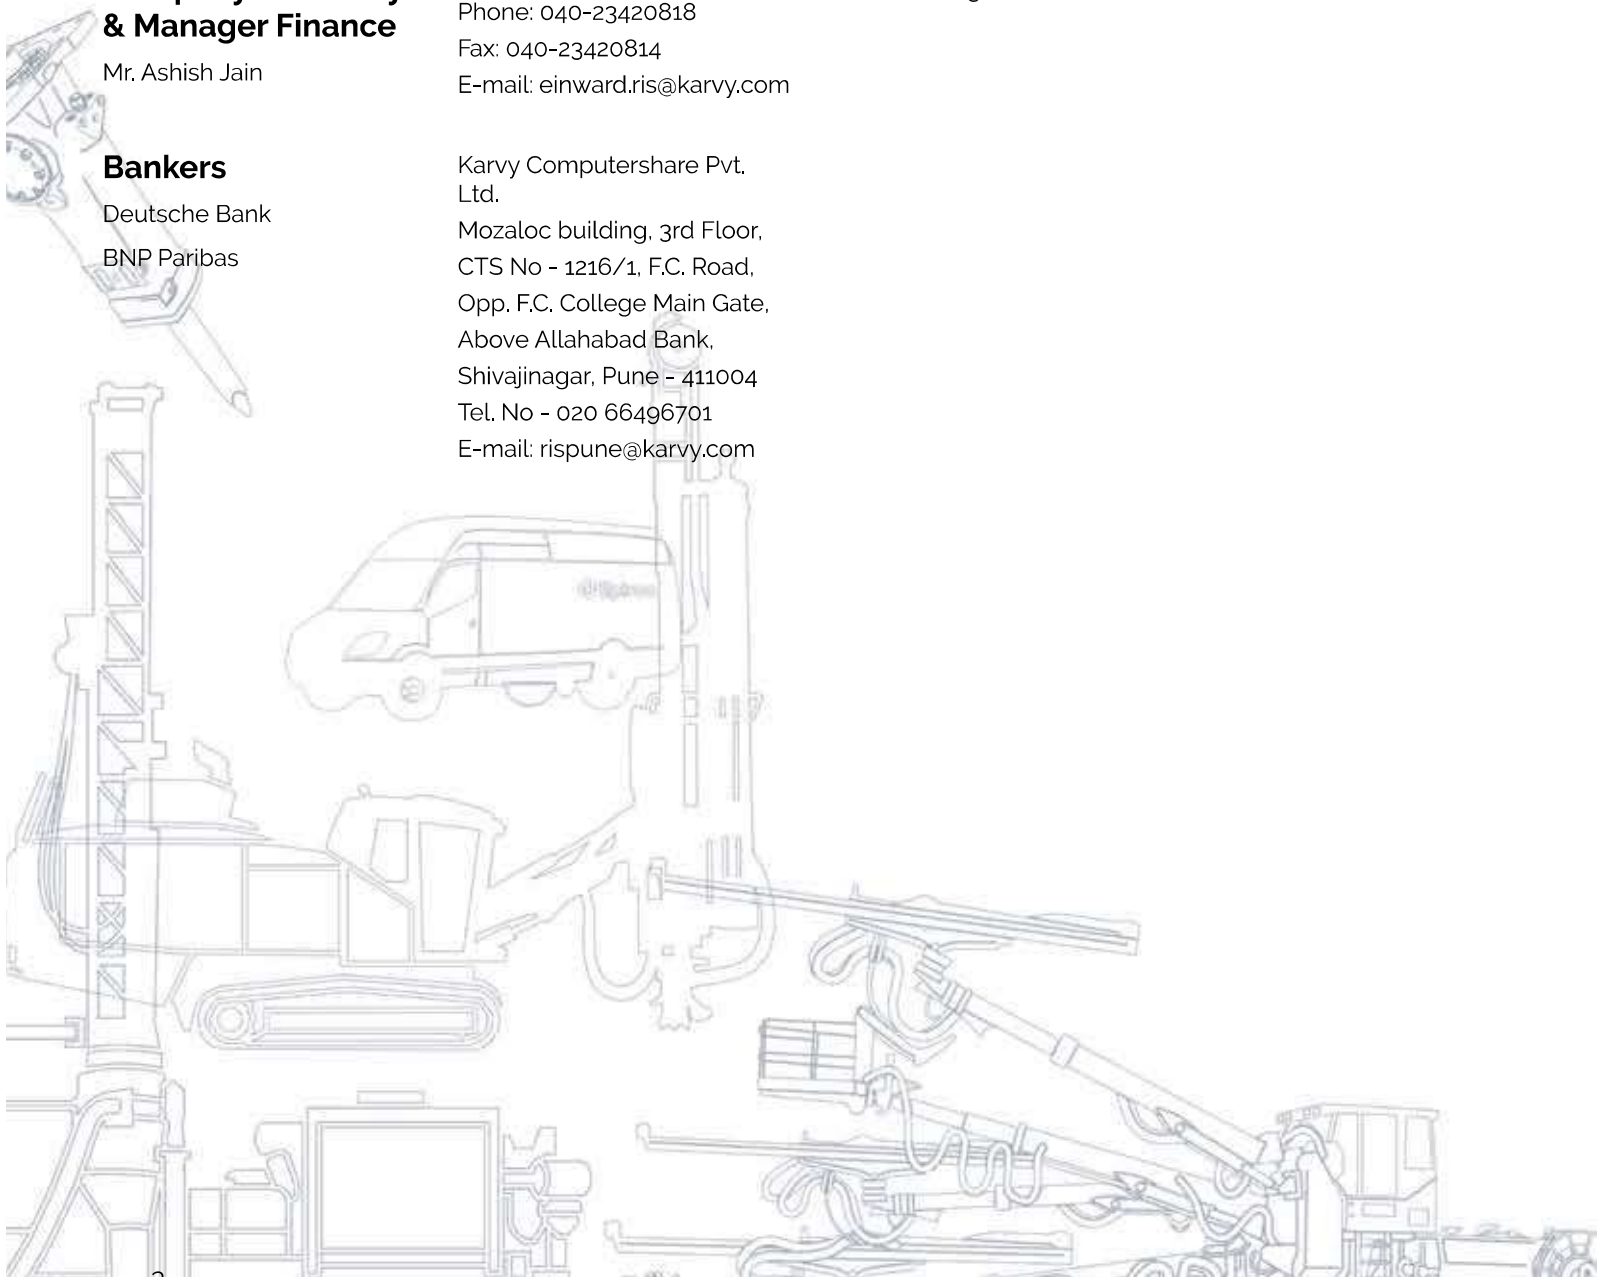 & Manager Finance
Mr. Ashish Jain
Bankers
Deutsche Bank
BNP Paribas
Phone: 040-23420818
Fax: 040-23420814
E-mail: einward.ris@karvy.com
Karvy Computershare Pvt.
Ltd.
Mozaloc building, 3rd Floor,
CTS No - 1216/1, F.C. Road,
Opp. F.C. College Main Gate,
Above Allahabad Bank,
Shivajinagar, Pune - 411004
Tel. No - 020 66496701
E-mail: rispune@karvy.com